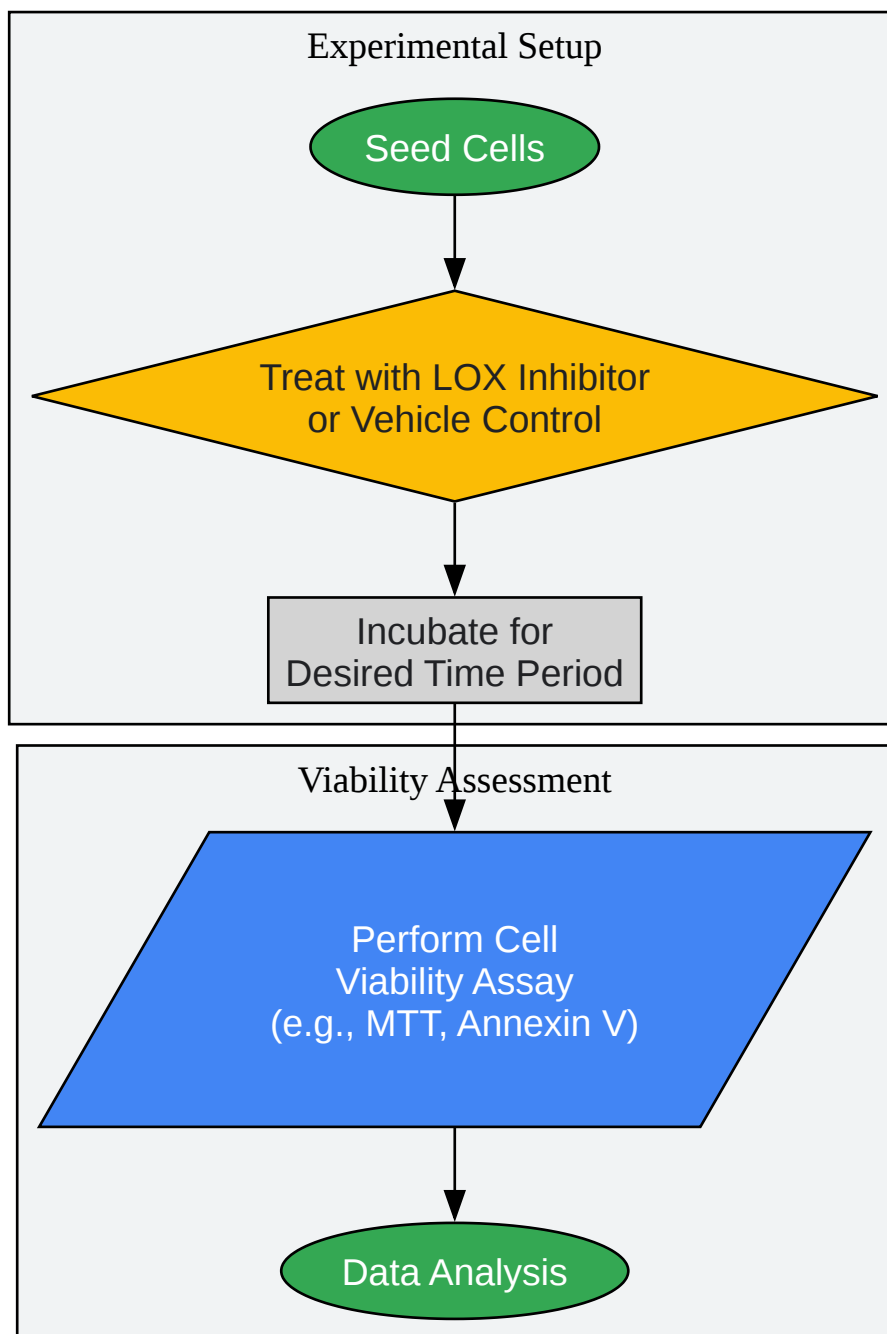 Experimental Setup
Seed Cells
Treat with LOX Inhibitor
or Vehicle Control
Incubate for
Desired Time Period
Viability Assessment
Perform Cell
Viability Assay
(e.g., MTT, Annexin V)
Data Analysis